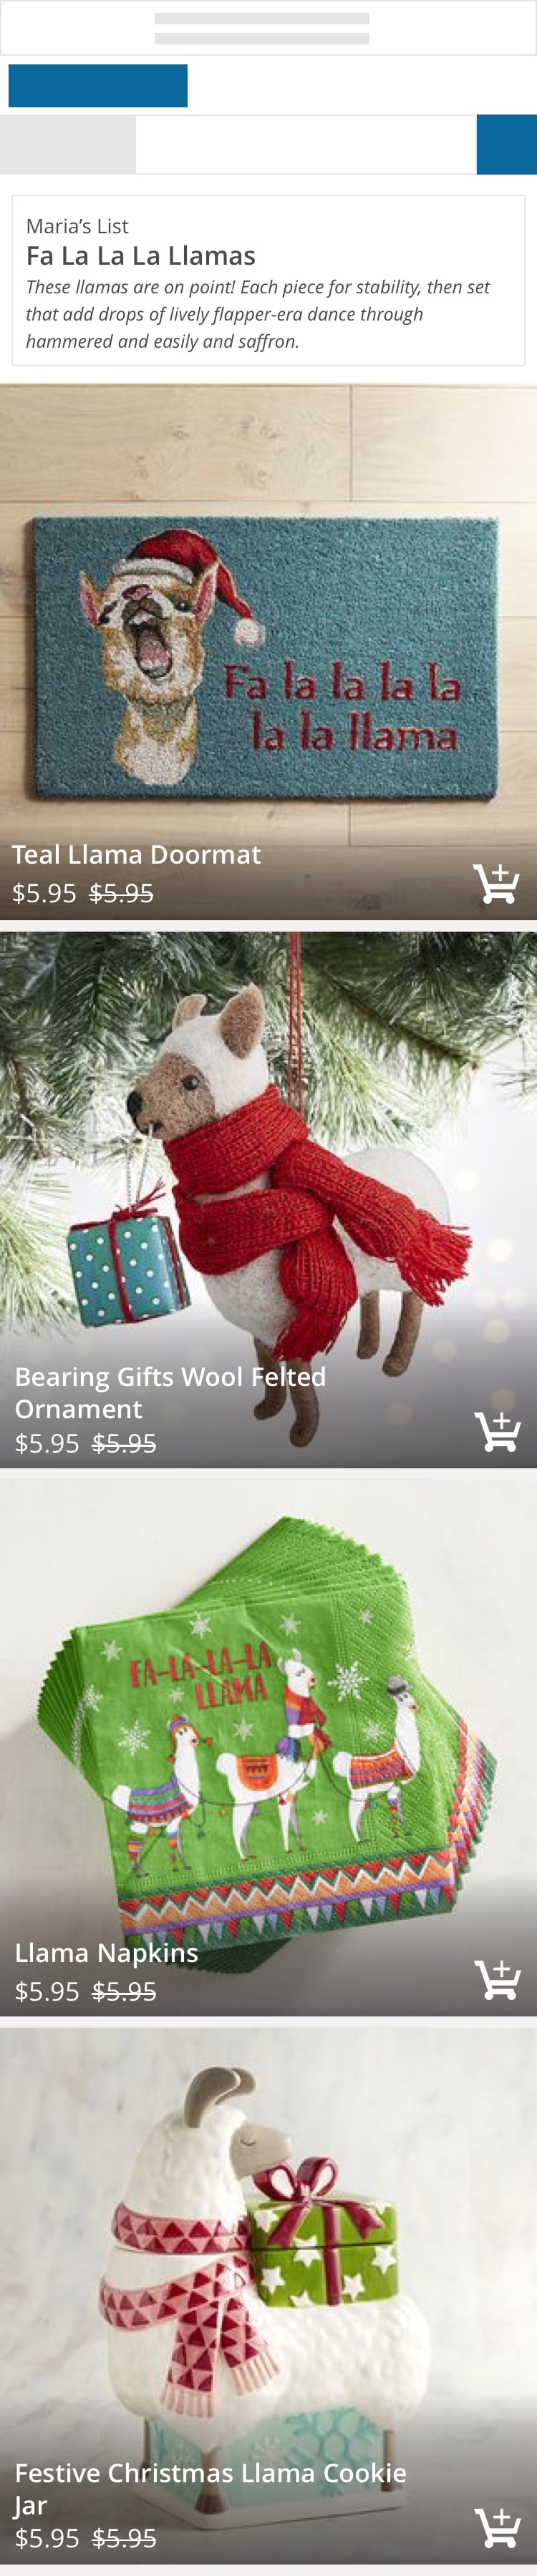 Maria’s List
Fa La La La Llamas
These llamas are on point! Each piece for stability, then set
that add drops of lively flapper-era dance through
hammered and easily and saffron.
Fa la la la la
la la llama
Teal Llama Doormat
$5.95 $5.95
Bearing Gifts Wool Felted
Ornament
$5.95 $5.95
FA-LA-LA-LA
LLAMA
Llama Napkins
$5.95 $5.95
Festive Christmas Llama Cookie
Jar
$5.95 $5.95